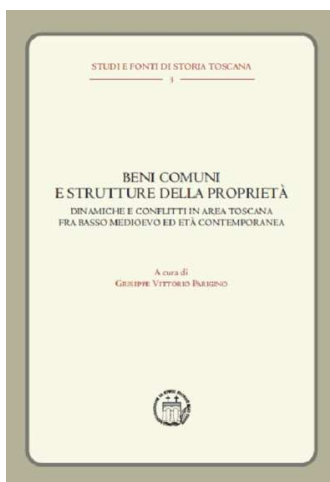 STUDI E FONTI DI STORIA TOSCANA
BENI COMUNI
E STRUTTURE DELLA PROPRIETÀ
DINAMICHE E CONFLITTI IN AREA TOSCANA
FRA BASSO MEDIOEVO ED ETÀ CONTEMPORANEA
A cura di
GIUSEPPE VITTORIO PARIGINO